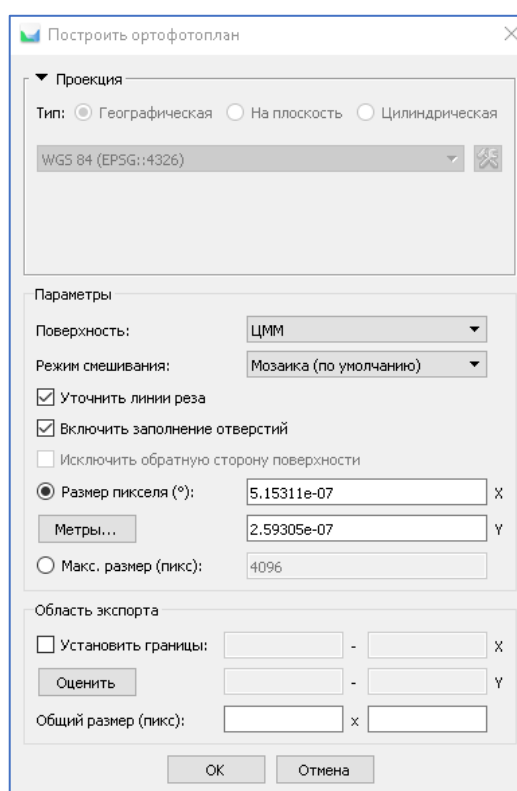 Построить ортофотоплан
Проекция
Тип: Географическая На плоскость Цилиндрическая
WGS 84 (EPSG::4326)
Параметры
Поверхность: ЦММ
Режим смешивания: Мозаика (по умолчанию)
Уточнить линии реза
Включить заполнение отверстий
Исключить обратную сторону поверхности
Размер пикселя (°): 5.15311e-07 X
Метры... 2.59305e-07 Y
Макс. размер (пикс): 4096
Область экспорта
Установить границы: - X
Оценить - Y
Общий размер (пикс): x
OK Отмена